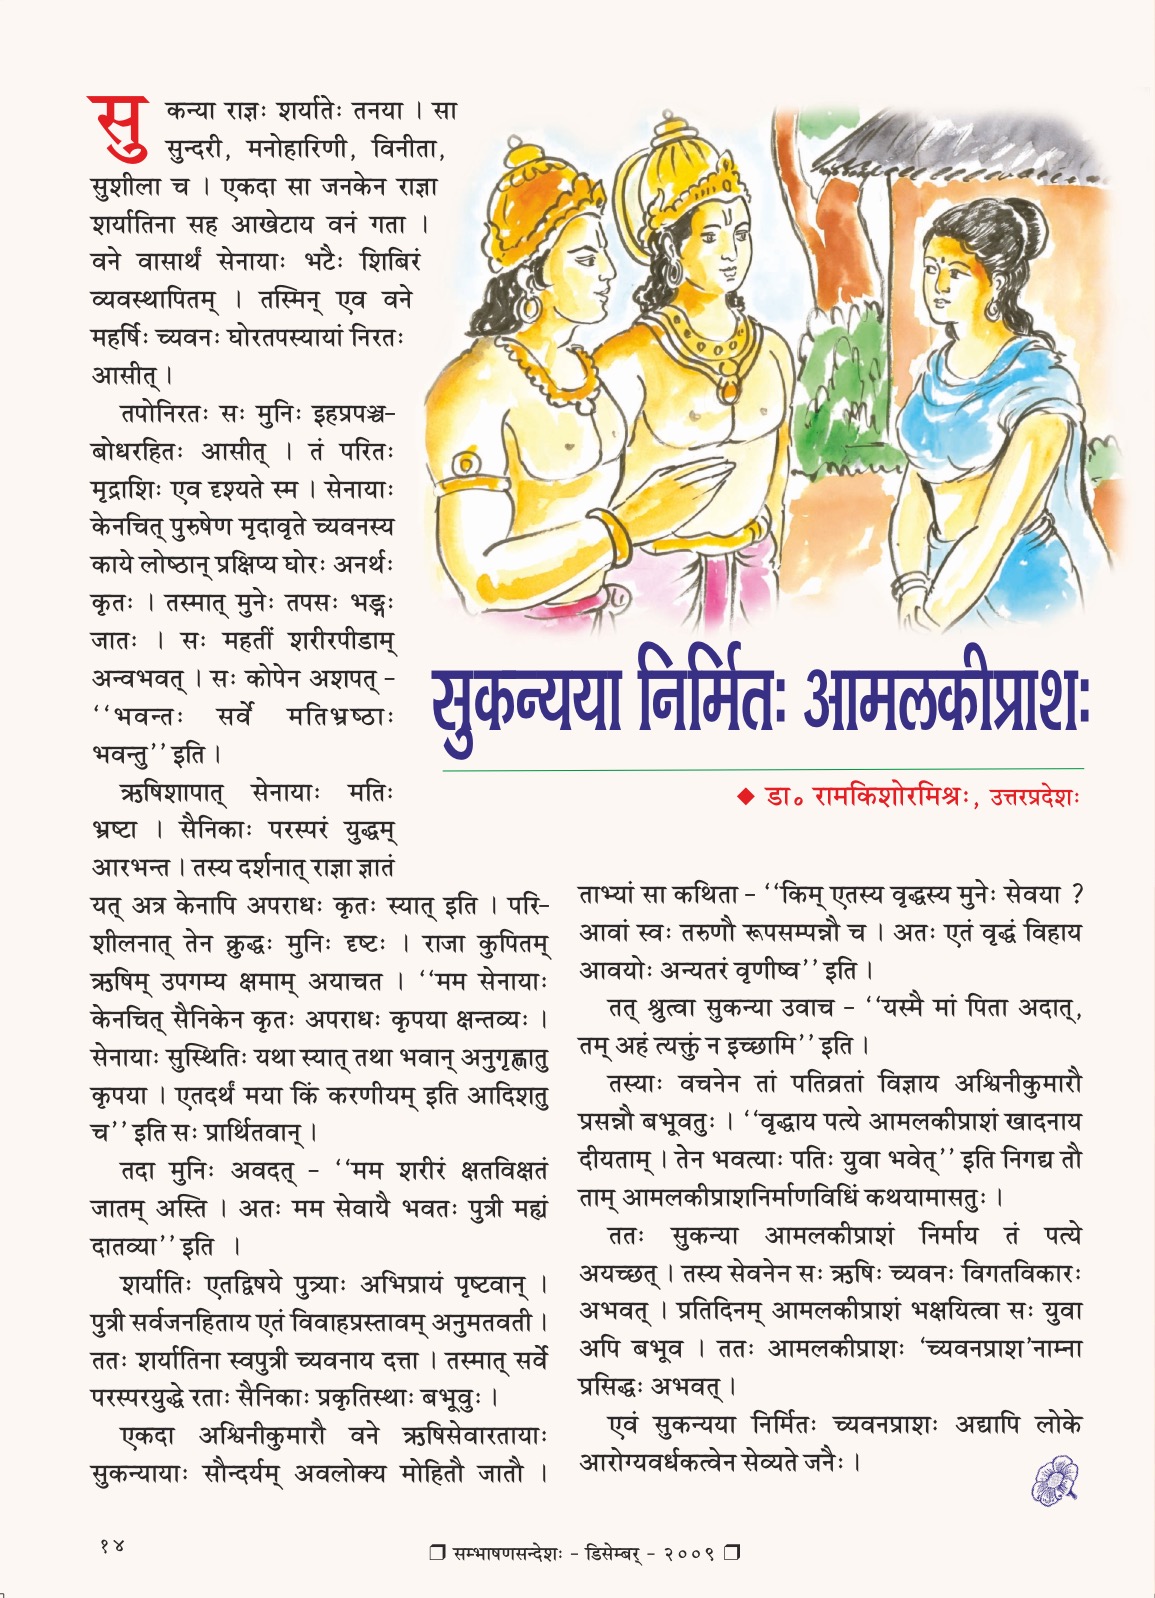 सुकन्यया निर्मितः आमलकीप्राशः
◆ डा॰ रामकिशोरमिश्रः, उत्तरप्रदेशः
सुकन्या राज्ञः शर्यातेः तनया । सा
सुन्दरी, मनोहारिणी, विनीता,
सुशीला च । एकदा सा जनकेन राज्ञा
शर्यातिना सह आखेटाय वनं गता ।
वने वासार्थं सेनायाः भटैः शिबिरं
व्यवस्थापितम् । तस्मिन् एव वने
महर्षिः च्यवनः घोरतपस्यायां निरतः
आसीत् ।
तपोनिरतः सः मुनिः इहप्रपञ्च-
बोधरहितः आसीत् । तं परितः
मृद्राशिः एव दृश्यते स्म । सेनायाः
केनचित् पुरुषेण मृदावृते च्यवनस्य
काये लोष्ठान् प्रक्षिप्य घोरः अनर्थः
कृतः । तस्मात् मुनेः तपसः भङ्गः
जातः । सः महतीं शरीरपीडाम्
अन्वभवत् । सः कोपेन अशपत् -
‘‘भवन्तः सर्वे मतिभ्रष्ठाः
भवन्तु’’ इति ।
ऋषिशापात् सेनायाः मतिः
भ्रष्टा । सैनिकाः परस्परं युद्धम्
आरभन्त । तस्य दर्शनात् राज्ञा ज्ञातं
यत् अत्र केनापि अपराधः कृतः स्यात् इति । परि-
शीलनात् तेन क्रुद्धः मुनिः दृष्टः । राजा कुपितम्
ऋषिम् उपगम्य क्षमाम् अयाचत । ‘‘मम सेनायाः
केनचित् सैनिकेन कृतः अपराधः कृपया क्षन्तव्यः ।
सेनायाः सुस्थितिः यथा स्यात् तथा भवान् अनुगृह्णातु
कृपया । एतदर्थं मया किं करणीयम् इति आदिशतु
च’’ इति सः प्रार्थितवान् ।
तदा मुनिः अवदत् - ‘‘मम शरीरं क्षतविक्षतं
जातम् अस्ति । अतः मम सेवायै भवतः पुत्री मह्यं
दातव्या’’ इति ।
शर्यातिः एतद्विषये पुत्र्याः अभिप्रायं पृष्टवान् ।
पुत्री सर्वजनहिताय एतं विवाहप्रस्तावम् अनुमतवती ।
ततः शर्यातिना स्वपुत्री च्यवनाय दत्ता । तस्मात् सर्वे
परस्परयुद्धे रताः सैनिकाः प्रकृतिस्थाः बभूवुः ।
एकदा अश्विनीकुमारौ वने ऋषिसेवारतायाः
सुकन्यायाः सौन्दर्यम् अवलोक्य मोहितौ जातौ ।
ताभ्यां सा कथिता - ‘‘किम् एतस्य वृद्धस्य मुनेः सेवया ?
आवां स्वः तरुणौ रूपसम्पन्नौ च । अतः एतं वृद्धं विहाय
आवयोः अन्यतरं वृणीष्व’’ इति ।
तत् श्रुत्वा सुकन्या उवाच - ‘‘यस्मै मां पिता अदात्,
तम् अहं त्यक्तुं न इच्छामि’’ इति ।
तस्याः वचनेन तां पतिव्रतां विज्ञाय अश्विनीकुमारौ
प्रसन्नौ बभूवतुः । ‘‘वृद्धाय पत्ये आमलकीप्राशं खादनाय
दीयताम् । तेन भवत्याः पतिः युवा भवेत्’’ इति निगद्य तौ
ताम् आमलकीप्राशनिर्माणविधिं कथयामासतुः ।
ततः सुकन्या आमलकीप्राशं निर्माय तं पत्ये
अयच्छत् । तस्य सेवनेन सः ऋषिः च्यवनः विगतविकारः
अभवत् । प्रतिदिनम् आमलकीप्राशं भक्षयित्वा सः युवा
अपि बभूव । ततः आमलकीप्राशः ‘च्यवनप्राश’नाम्ना
प्रसिद्धः अभवत् ।
एवं सुकन्यया निर्मितः च्यवनप्राशः अद्यापि लोके
आरोग्यवर्धकत्वेन सेव्यते जनैः ।
१४
❐ सम्भाषणसन्देशः - डिसेम्बर् - २००९ ❐